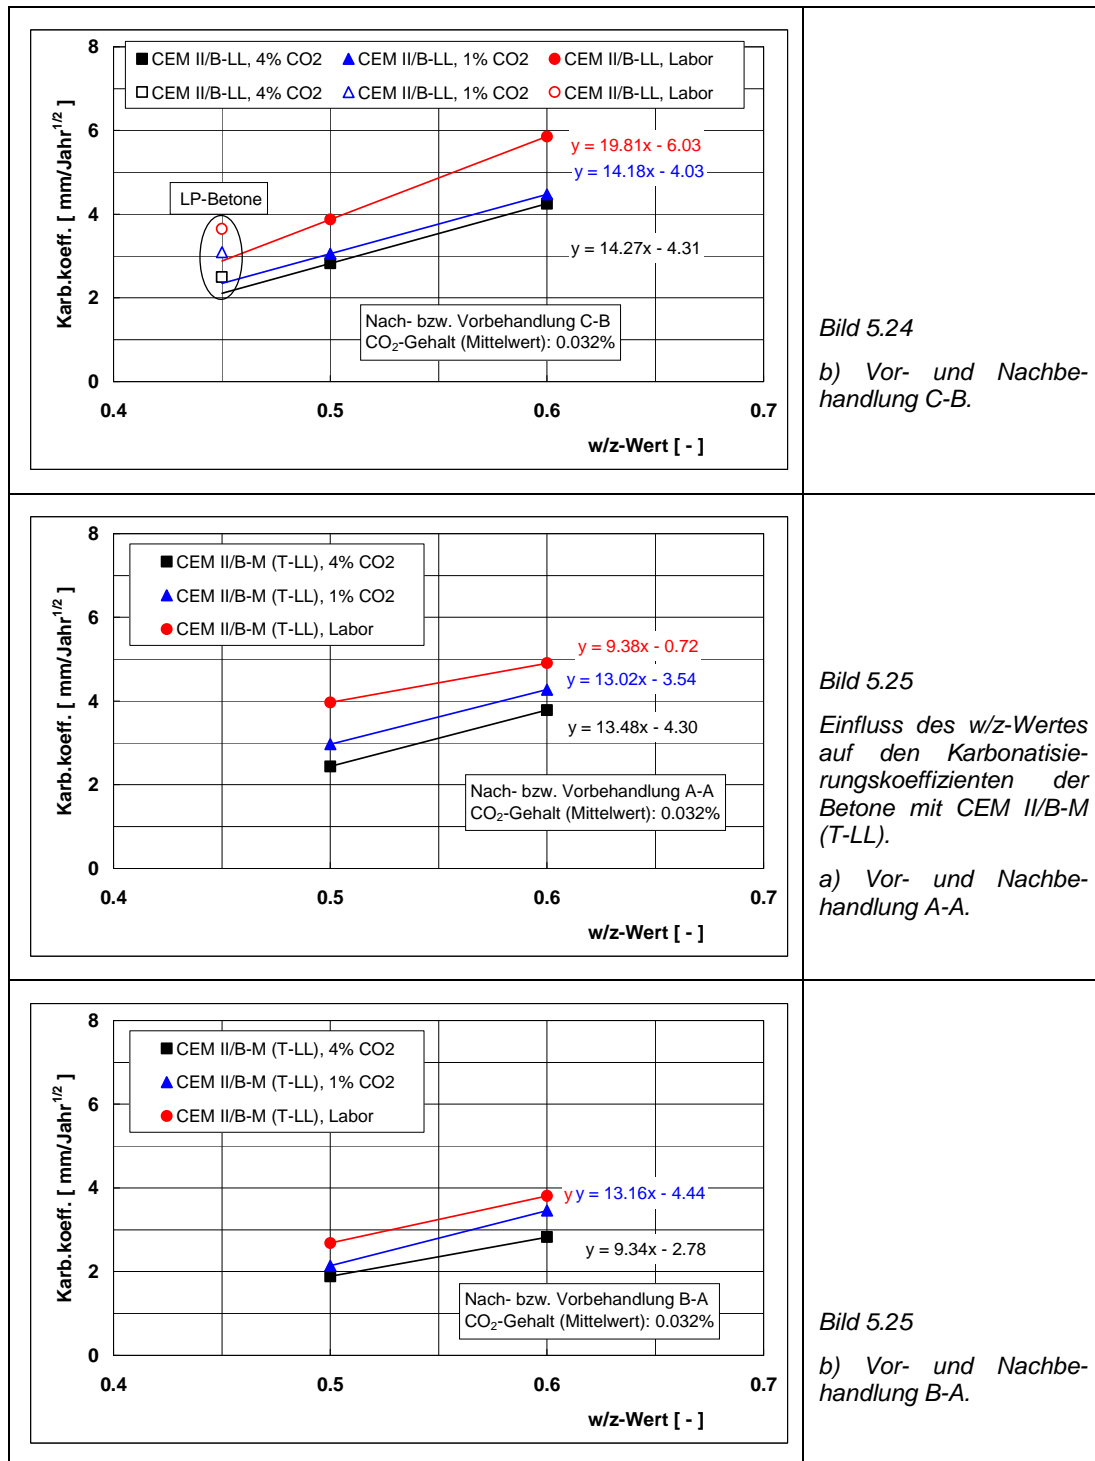 8
CEM II/B-LL, 4% CO2 CEM II/B-LL, 1% CO2 CEM II/B-LL, Labor
CEM II/B-LL, 4% CO2 CEM II/B-LL, 1% CO2 CEM II/B-LL, Labor
Karb.koeff. [ mm/Jahr1/2 ]
6
y = 19.81x - 6.03
y = 14.18x - 4.03
LP-Betone
4
y = 14.27x - 4.31
2
Nach- bzw. Vorbehandlung C-B
CO2-Gehalt (Mittelwert): 0.032%
0
0.4 0.5 0.6 0.7
w/z-Wert [ - ]
Bild 5.24
b) Vor- und Nachbe-
handlung C-B.
8
CEM II/B-M (T-LL), 4% CO2
CEM II/B-M (T-LL), 1% CO2
CEM II/B-M (T-LL), Labor
Karb.koeff. [ mm/Jahr1/2 ]
6
y = 9.38x - 0.72
y = 13.02x - 3.54
4
y = 13.48x - 4.30
2
Nach- bzw. Vorbehandlung A-A
CO2-Gehalt (Mittelwert): 0.032%
0
0.4 0.5 0.6 0.7
w/z-Wert [ - ]
Bild 5.25
Einfluss des w/z-Wertes
auf den Karbonatisie-
rungskoeffizienten der
Betone mit CEM II/B-M
(T-LL).
a) Vor- und Nachbe-
handlung A-A.
8
CEM II/B-M (T-LL), 4% CO2
CEM II/B-M (T-LL), 1% CO2
CEM II/B-M (T-LL), Labor
Karb.koeff. [ mm/Jahr1/2 ]
6
4
y y = 13.16x - 4.44
y = 9.34x - 2.78
2
Nach- bzw. Vorbehandlung B-A
CO2-Gehalt (Mittelwert): 0.032%
0
0.4 0.5 0.6 0.7
w/z-Wert [ - ]
Bild 5.25
b) Vor- und Nachbe-
handlung B-A.